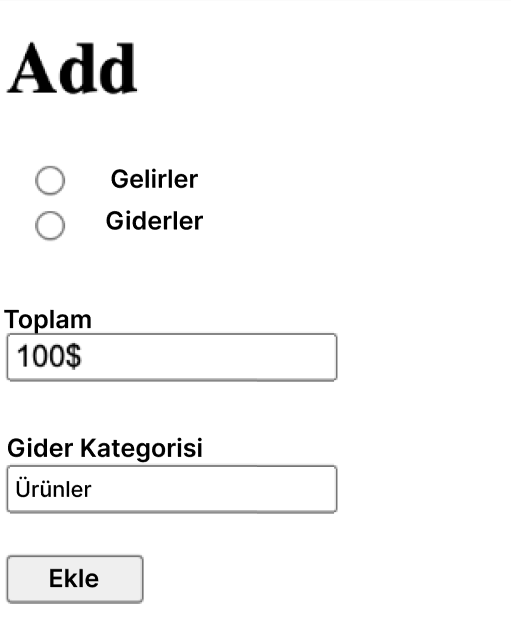 Add
Gelirler
Giderler
Toplam
100$
Gider Kategorisi
Ürünler
Ekle